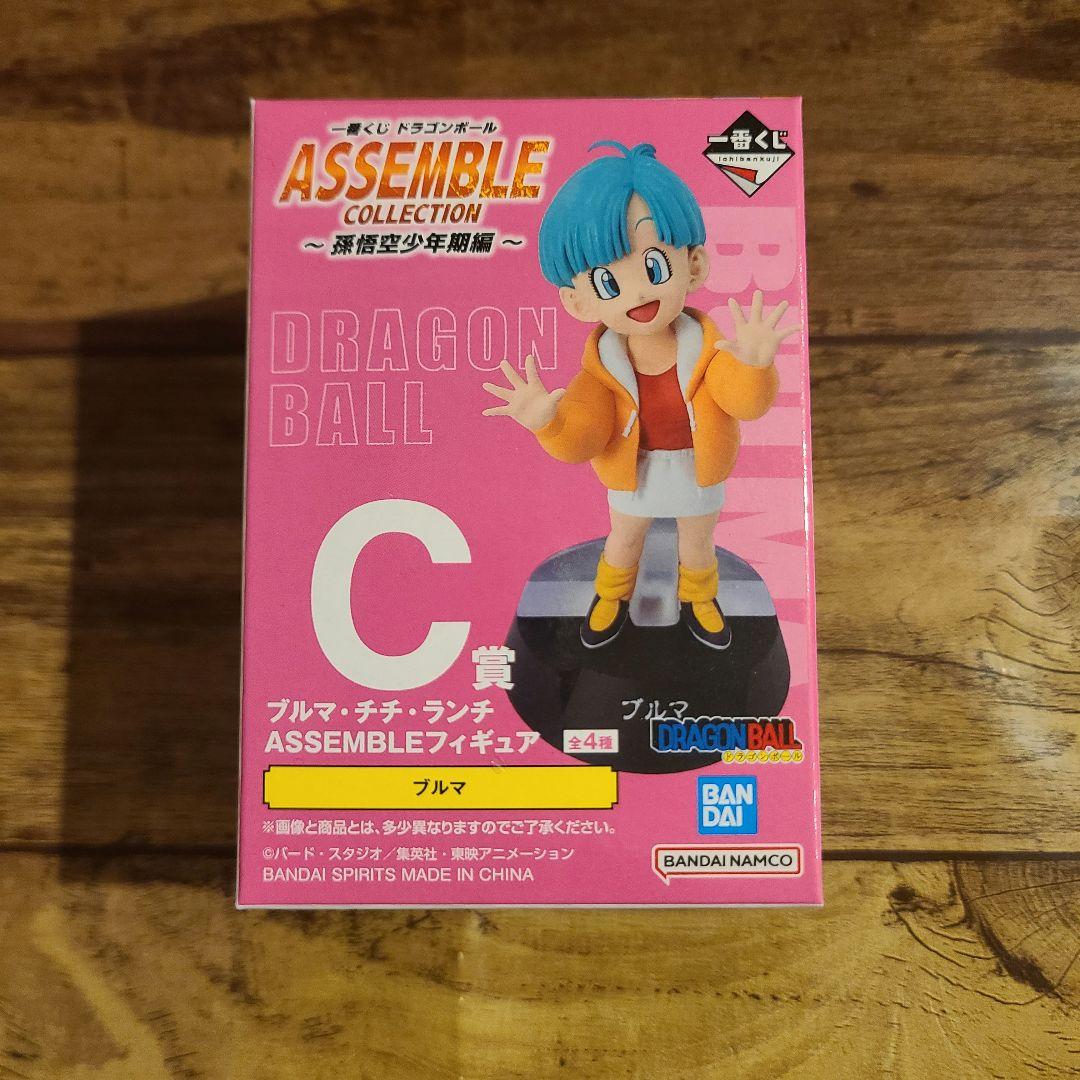 一番くじ ドラゴンボール
ASSEMBLE
COLLECTION
～ 孫悟空少年期編 ～
一番くじ
ichibankuji
BULMA
DRAGON
BALL
C賞
ブルマ・チチ・ランチ
ASSEMBLEフィギュア 全4種
ブルマ
ブルマ
DRAGON BALL
ドラゴンボール
BAN
DAI
※画像と商品とは、多少異なりますのでご了承ください。
©バード・スタジオ／集英社・東映アニメーション
BANDAI SPIRITS MADE IN CHINA
BANDAI NAMCO